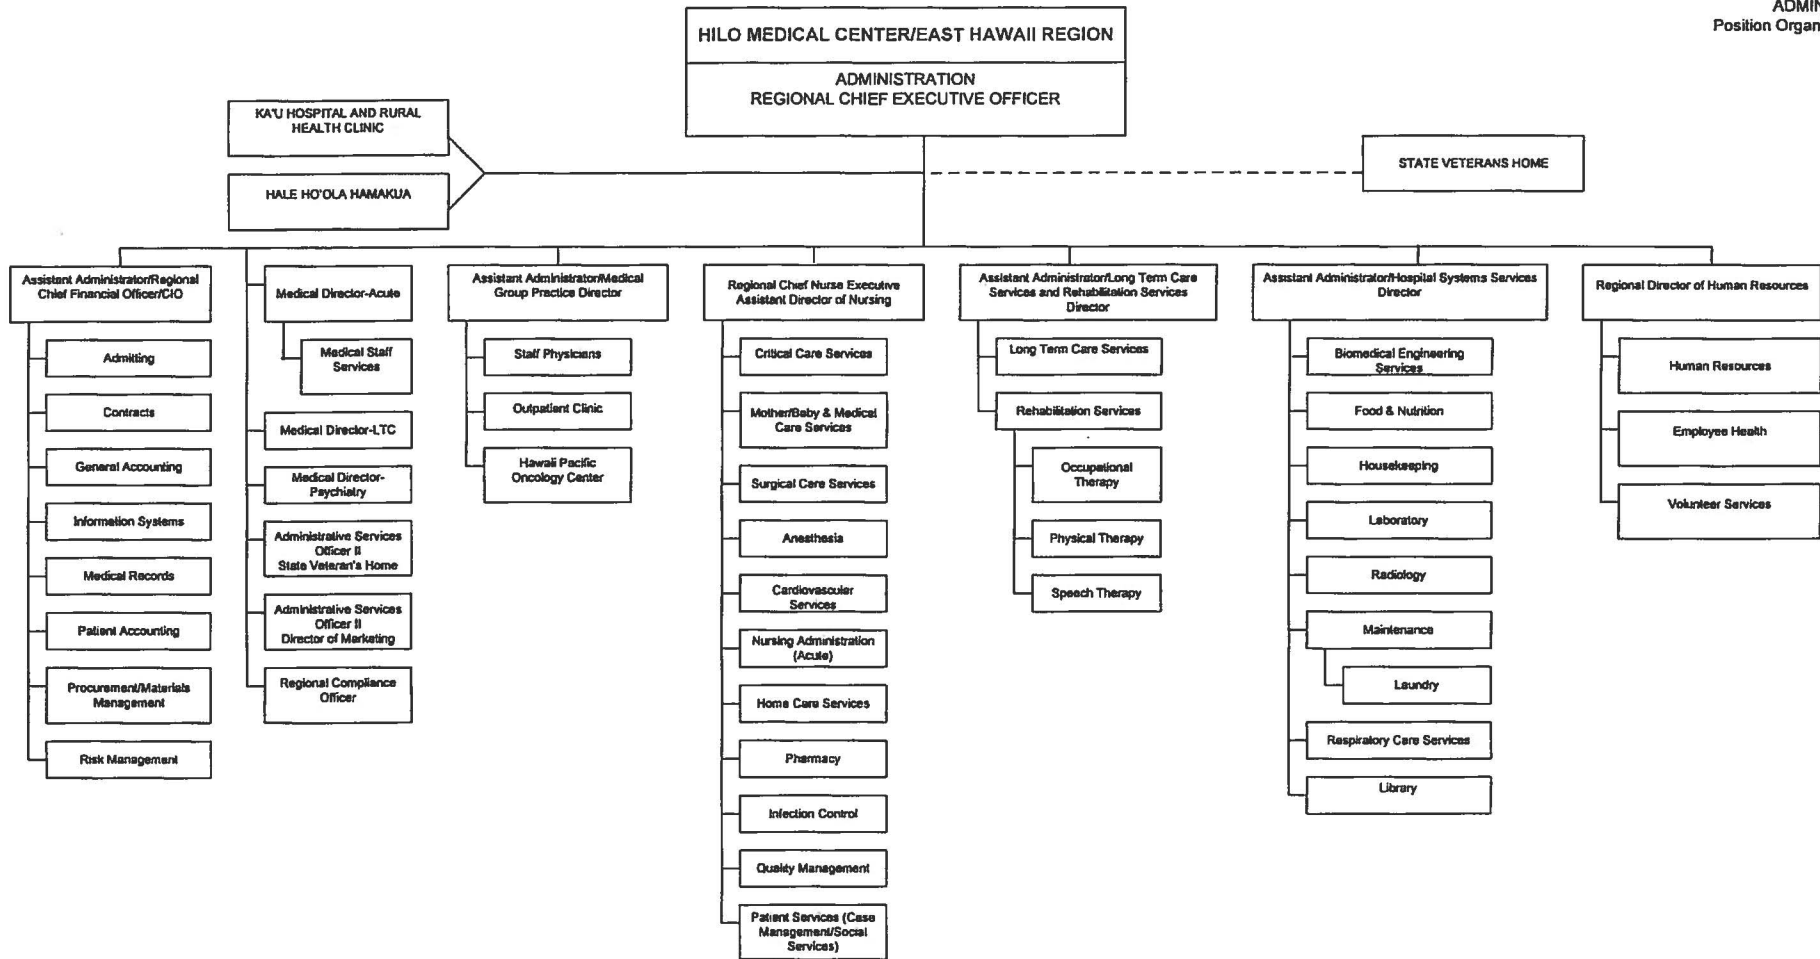 ADMIN
Position Organ
HILO MEDICAL CENTER/EAST HAWAII REGION
ADMINISTRATION
REGIONAL CHIEF EXECUTIVE OFFICER
KA'U HOSPITAL AND RURAL
HEALTH CLINIC
HALE HO'OLA HAMAKUA
STATE VETERANS HOME
Assistant Administrator/Regional
Chief Financial Officer/CIO
Admitting
Contracts
General Accounting
Information Systems
Medical Records
Patient Accounting
Procurement/Materials
Management
Risk Management
Medical Director-Acute
Medical Staff
Services
Medical Director-LTC
Medical Director-
Psychiatry
Administrative Services
Officer II
State Veteran's Home
Administrative Services
Officer II
Director of Marketing
Regional Compliance
Officer
Assistant Administrator/Medical
Group Practice Director
Staff Physicians
Outpatient Clinic
Hawaii Pacific
Oncology Center
Regional Chief Nurse Executive
Assistant Director of Nursing
Critical Care Services
Mother/Baby & Medical
Care Services
Surgical Care Services
Anesthesia
Cardiovascular
Services
Nursing Administration
(Acute)
Home Care Services
Pharmacy
Infection Control
Quality Management
Patient Services (Case
Management/Social
Services)
Assistant Administrator/Long Term Care
Services and Rehabilitation Services
Director
Long Term Care Services
Rehabilitation Services
Occupational
Therapy
Physical Therapy
Speech Therapy
Assistant Administrator/Hospital Systems Services
Director
Biomedical Engineering
Services
Food & Nutrition
Housekeeping
Laboratory
Radiology
Maintenance
Laundry
Respiratory Care Services
Library
Regional Director of Human Resources
Human Resources
Employee Health
Volunteer Services